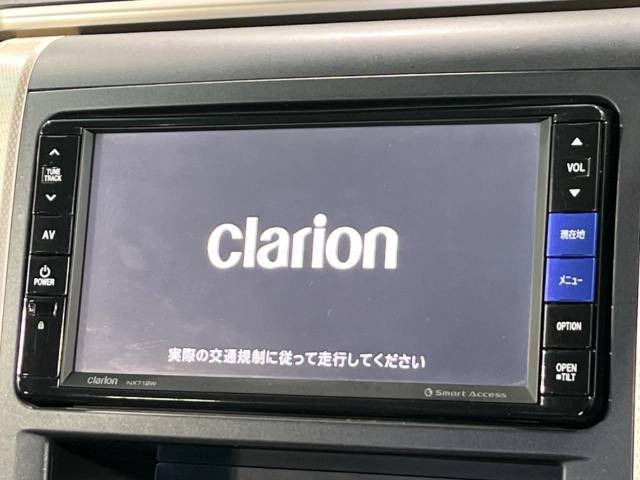 TUNE
TRACK
AV
POWER
clarion
実際の交通規制に従って走行してください
clarion NX712W
Smart Access
VOL
現在地
メニュー
OPTION
OPEN
TILT